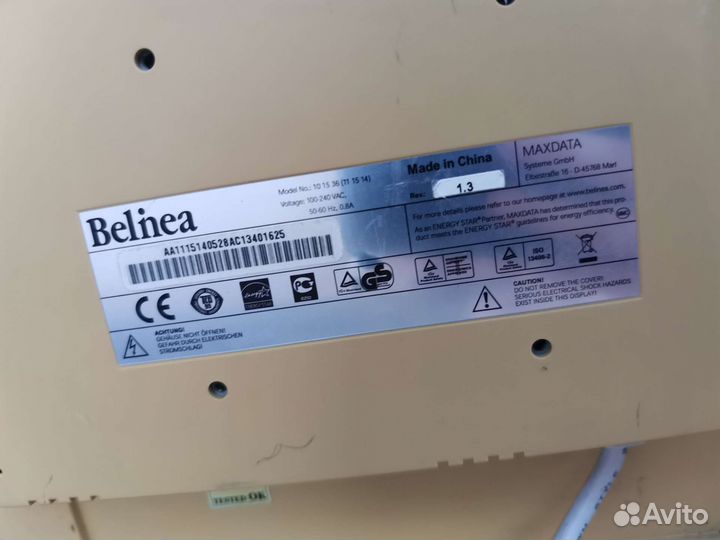 Belinea
Model No.: 10 15 36 (11 15 14)
Voltage: 100-240 VAC,
50-60 Hz, 0.8A
Made in China
Rev.: 1.3
MAXDATA
Systeme GmbH
Elbestraße 16 - D-45768 Marl
For more details please refer to our homepage www.belinea.com.
As an ENERGY STAR® Partner, MAXDATA has determined that this pro-
duct meets the ENERGY STAR® guidelines for energy efficiency.
AA1115140528AC13401625
CE
GS
ISO
13406-2
ACHTUNG!
GEHÄUSE NICHT ÖFFNEN!
GEFAHR DURCH ELEKTRISCHEN
STROMSCHLAG!
CAUTION:
DO NOT REMOVE THE COVER!
SERIOUS ELECTRICAL SHOCK HAZARDS
EXIST INSIDE THIS DISPLAY!
TESTED OK
Avito